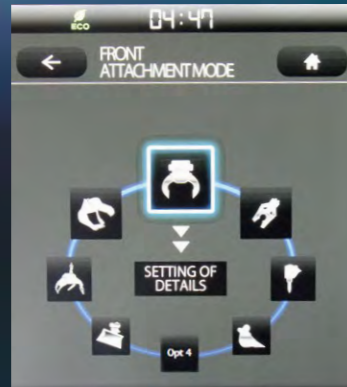 ECO
04:47
FRONT
ATTACHMENT MODE
SETTING OF
DETAILS
Opt 4